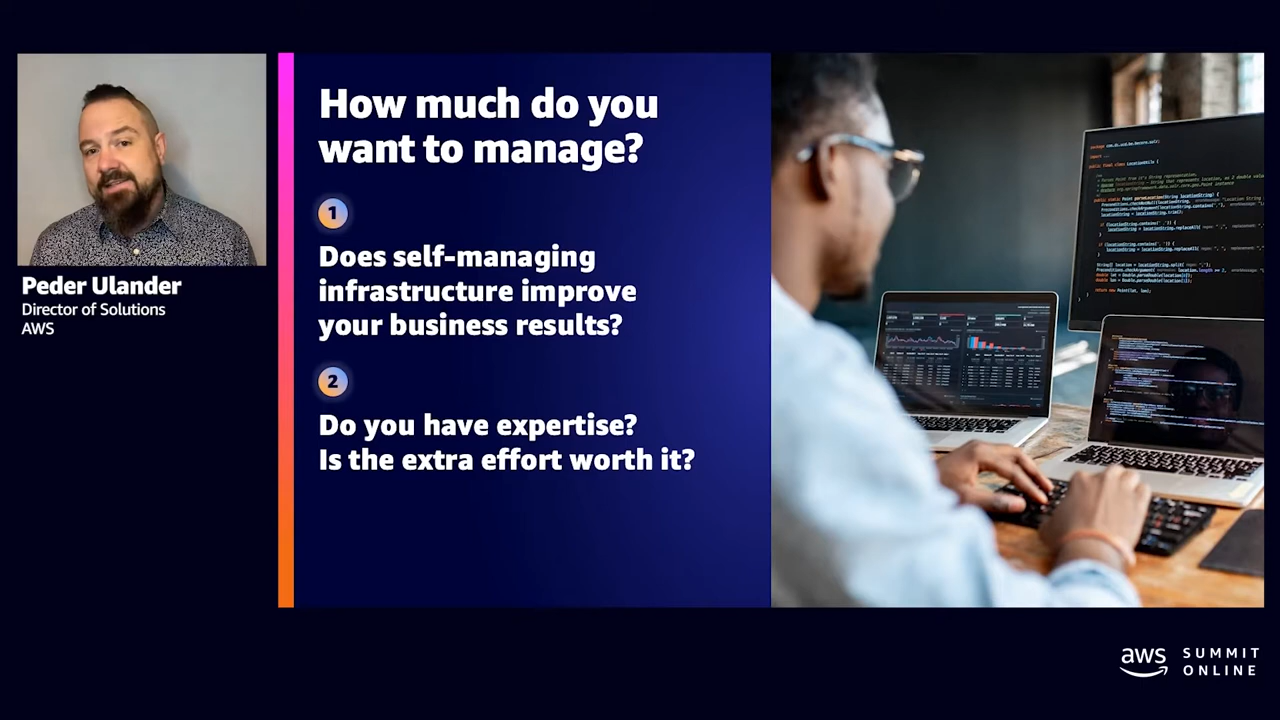 Peder Ulander
Director of Solutions
AWS
How much do you
want to manage?
1
Does self-managing
infrastructure improve
your business results?
2
Do you have expertise?
Is the extra effort worth it?
aws
SUMMIT
ONLINE